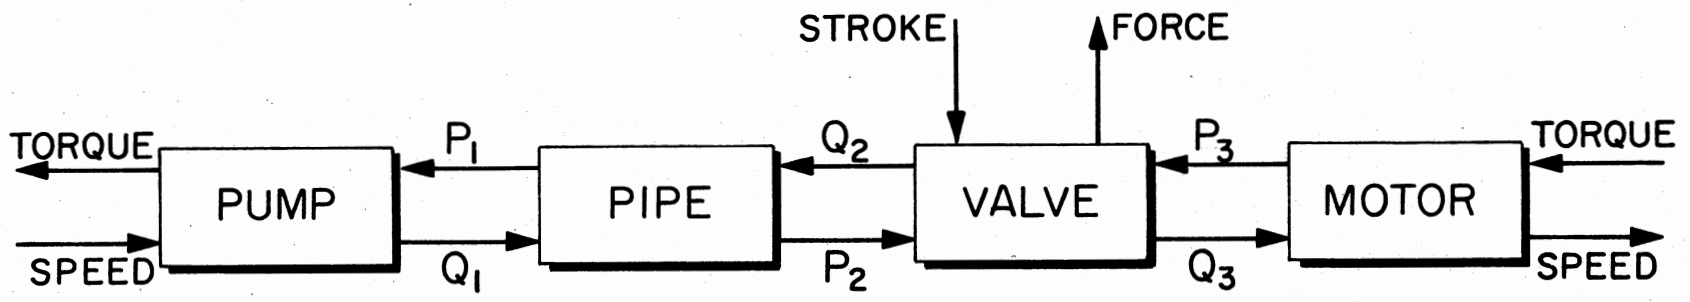 STROKE FORCE
TORQUE P₁ Q₂ P₃ TORQUE
PUMP PIPE VALVE MOTOR
SPEED Q₁ P₂ Q₃ SPEED